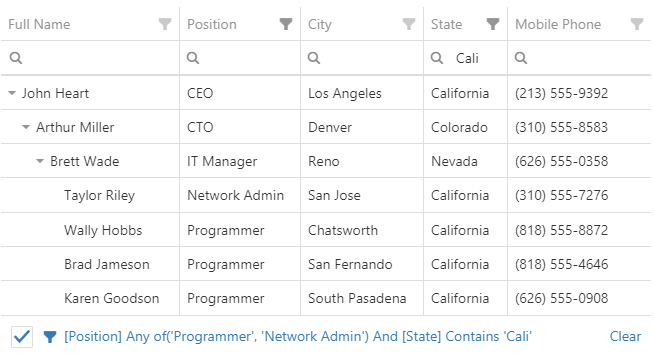 Full Name Position City State Mobile Phone
Cali
John Heart CEO Los Angeles California (213) 555-9392
Arthur Miller CTO Denver Colorado (310) 555-8583
Brett Wade IT Manager Reno Nevada (626) 555-0358
Taylor Riley Network Admin San Jose California (310) 555-7276
Wally Hobbs Programmer Chatsworth California (818) 555-8872
Brad Jameson Programmer San Fernando California (818) 555-4646
Karen Goodson Programmer South Pasadena California (626) 555-0908
[Position] Any of('Programmer', 'Network Admin') And [State] Contains 'Cali' Clear